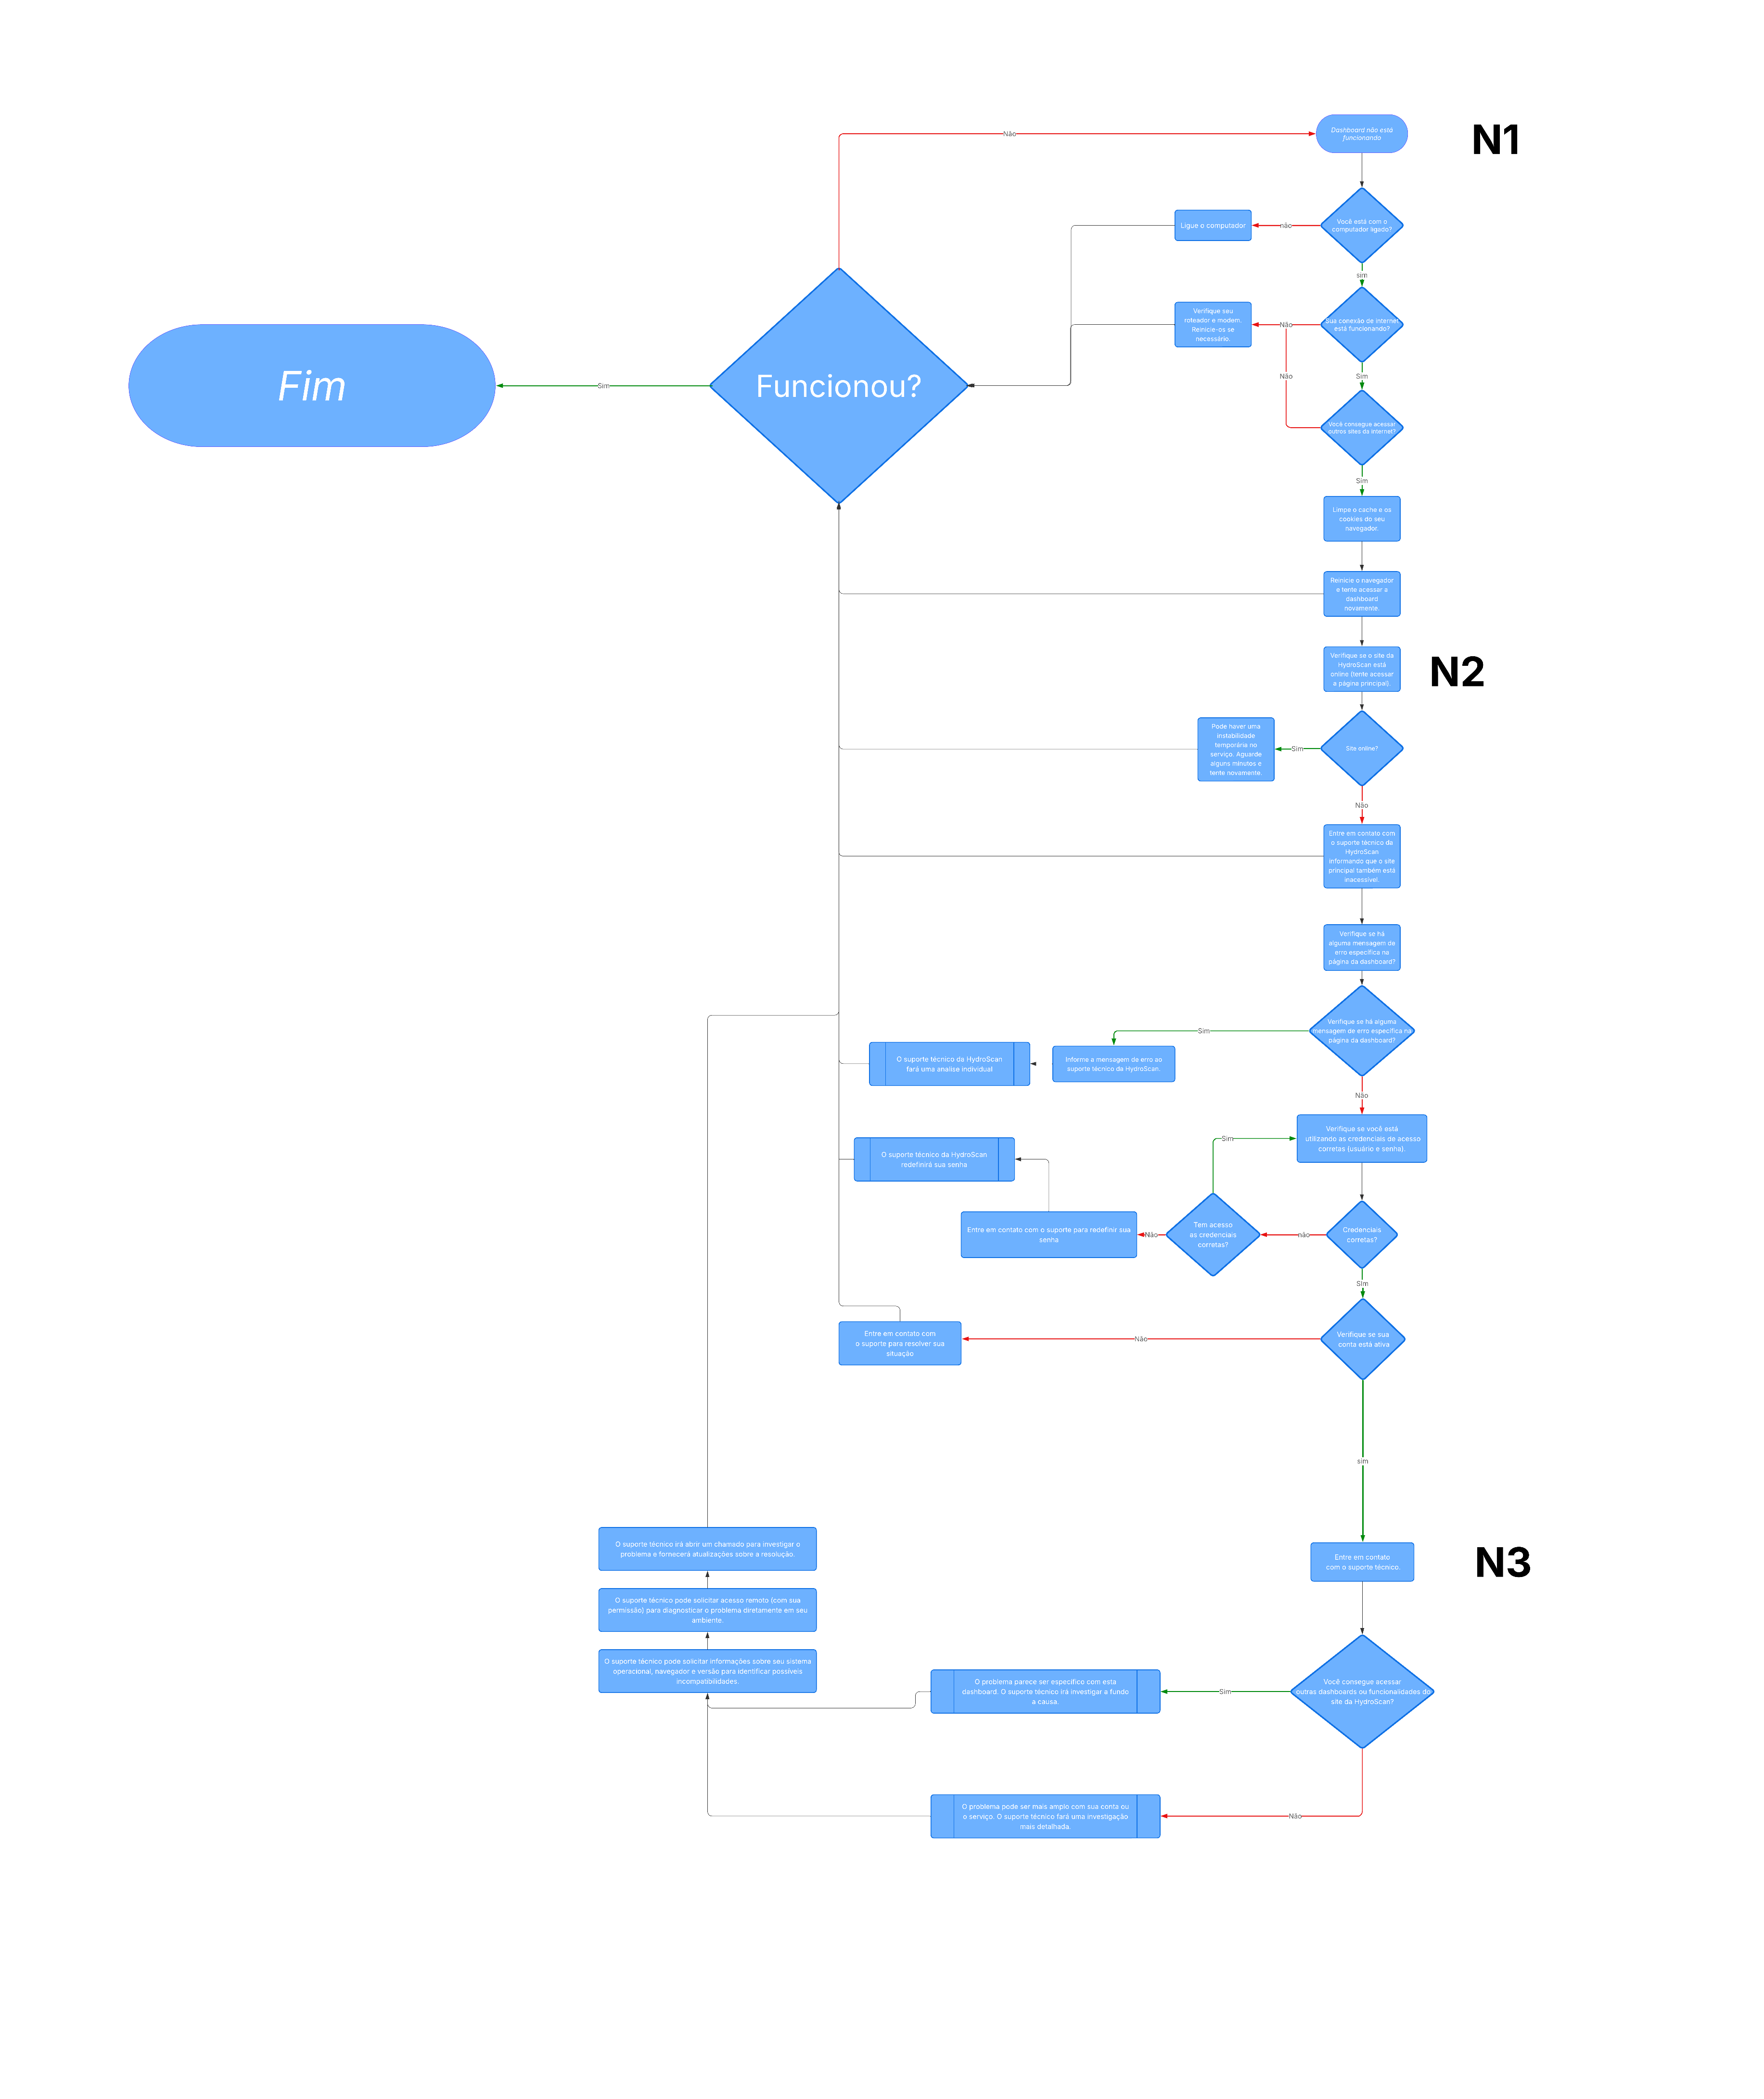 Não
Dashboard não está
funcionando
N1
Você está com o
computador ligado?
não
Ligue o computador
sim
Sua conexão de internet
está funcionando?
Não
Verifique seu
roteador e modem.
Reinicie-os se
necessário.
Não
Sim
Você consegue acessar
outros sites da internet?
Funcionou?
Sim
Fim
Sim
Limpe o cache e os
cookies do seu
navegador.
Reinicie o navegador
e tente acessar a
dashboard
novamente.
Verifique se o site da
HydroScan está
online (tente acessar
a página principal).
N2
Site online?
Sim
Pode haver uma
instabilidade
temporária no
serviço. Aguarde
alguns minutos e
tente novamente.
Não
Entre em contato com
o suporte técnico da
HydroScan
informando que o site
principal também está
inacessível.
Verifique se há
alguma mensagem de
erro específica na
página da dashboard?
Verifique se há alguma
mensagem de erro específica na
página da dashboard?
Sim
Informe a mensagem da erro ao
suporte técnico da HydroScan.
O suporte técnico da HydroScan
fará uma analise individual
Não
Verifique se você está
utilizando as credenciais de acesso
corretas (usuário e senha).
Sim
O suporte técnico da HydroScan
redefinirá sua senha
Credenciais
corretas?
não
Tem acesso
as credenciais
corretas?
Não
Entre em contato com o suporte para redefinir sua
senha
Sim
Verifique se sua
conta está ativa
Não
Entre em contato com
o suporte para resolver sua
situação
sim
Entre em contato
com o suporte técnico.
N3
O suporte técnico irá abrir um chamado para investigar o
problema e fornecerá atualizações sobre a resolução.
O suporte técnico pode solicitar acesso remoto (com sua
permissão) para diagnosticar o problema diretamente em seu
ambiente.
O suporte técnico pode solicitar informações sobre seu sistema
operacional, navegador e versão para identificar possíveis
incompatibilidades.
Você consegue acessar
outras dashboards ou funcionalidades do
site da HydroScan?
Sim
O problema parece ser específico com esta
dashboard. O suporte técnico irá investigar a fundo
a causa.
Não
O problema pode ser mais amplo com sua conta ou
o serviço. O suporte técnico fará uma investigação
mais detalhada.